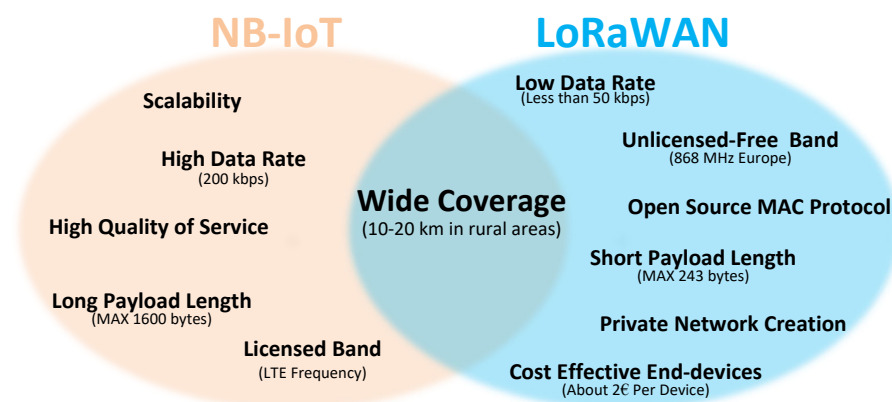 NB-IoT
LoRaWAN
Scalability
High Data Rate
(200 kbps)
High Quality of Service
Long Payload Length
(MAX 1600 bytes)
Licensed Band
(LTE Frequency)
Wide Coverage
(10-20 km in rural areas)
Low Data Rate
(Less than 50 kbps)
Unlicensed-Free Band
(868 MHz Europe)
Open Source MAC Protocol
Short Payload Length
(MAX 243 bytes)
Private Network Creation
Cost Effective End-devices
(About 2€ Per Device)